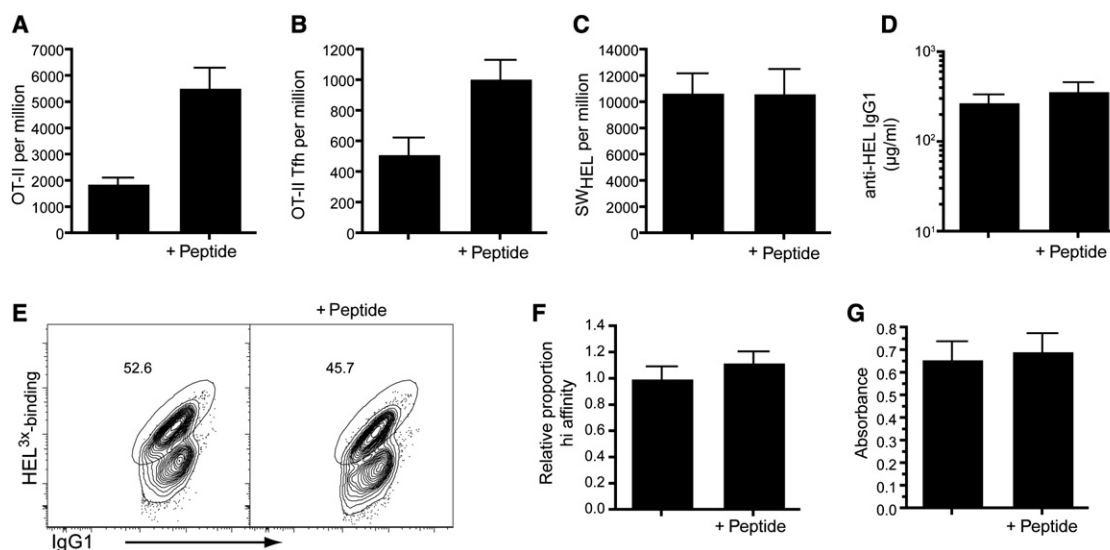 A
OT-II per million
7000
6000
5000
4000
3000
2000
1000
0
+ Peptide
B
OT-II Tfh per million
1200
1000
800
600
400
200
0
+ Peptide
C
SWHEL per million
14000
12000
10000
8000
6000
4000
2000
0
+ Peptide
D
anti-HEL IgG1
(µg/ml)
10³
10²
10¹
+ Peptide
E
+ Peptide
52.6
45.7
HEL³ˣ-binding
IgG1
F
Relative proportion
hi affinity
1.4
1.2
1.0
0.8
0.6
0.4
0.2
0.0
+ Peptide
G
Absorbance
0.8
0.7
0.6
0.5
0.4
0.3
0.2
0.1
0.0
+ Peptide